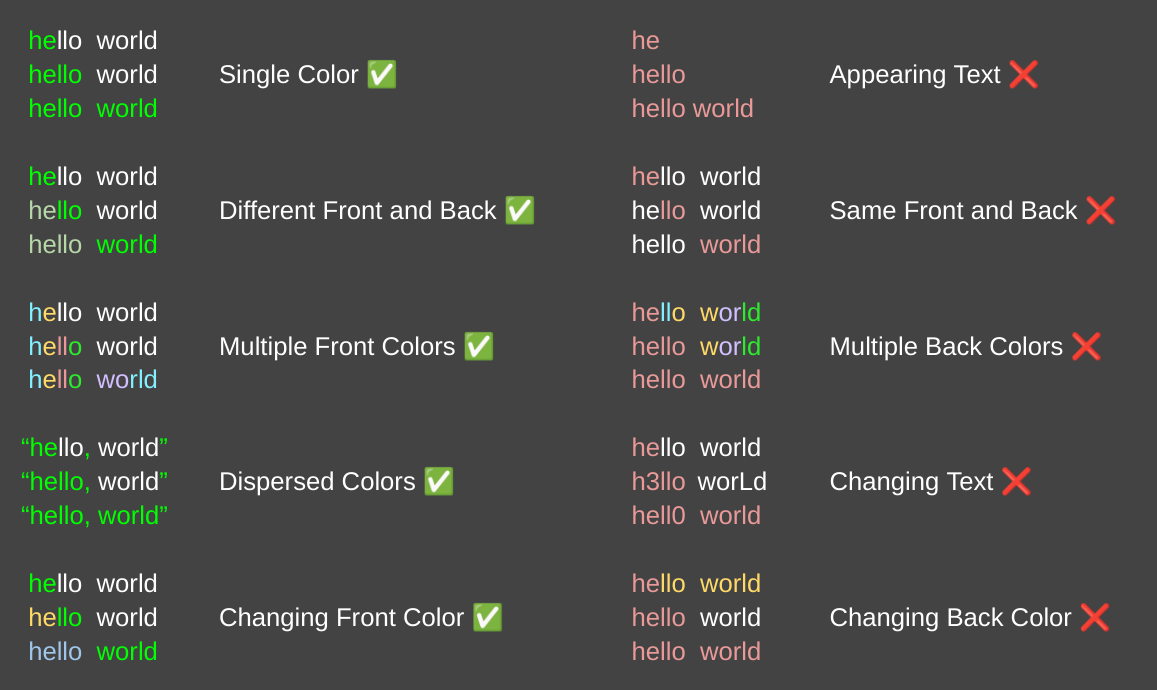 hello world
hello world Single Color ✅
hello world
hello world
hello world Different Front and Back ✅
hello world
hello world
hello world Multiple Front Colors ✅
hello world
“hello, world”
“hello, world” Dispersed Colors ✅
“hello, world”
hello world
hello world Changing Front Color ✅
hello world
he
hello Appearing Text ❌
hello world
hello world
hello world Same Front and Back ❌
hello world
hello world
hello world Multiple Back Colors ❌
hello world
hello world
h3llo worLd Changing Text ❌
hell0 world
hello world
hello world Changing Back Color ❌
hello world